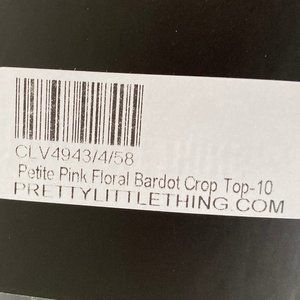 CLV4943/4/58
Petite Pink Floral Bardot Crop Top-10
PRETTYLITTLETHING.COM